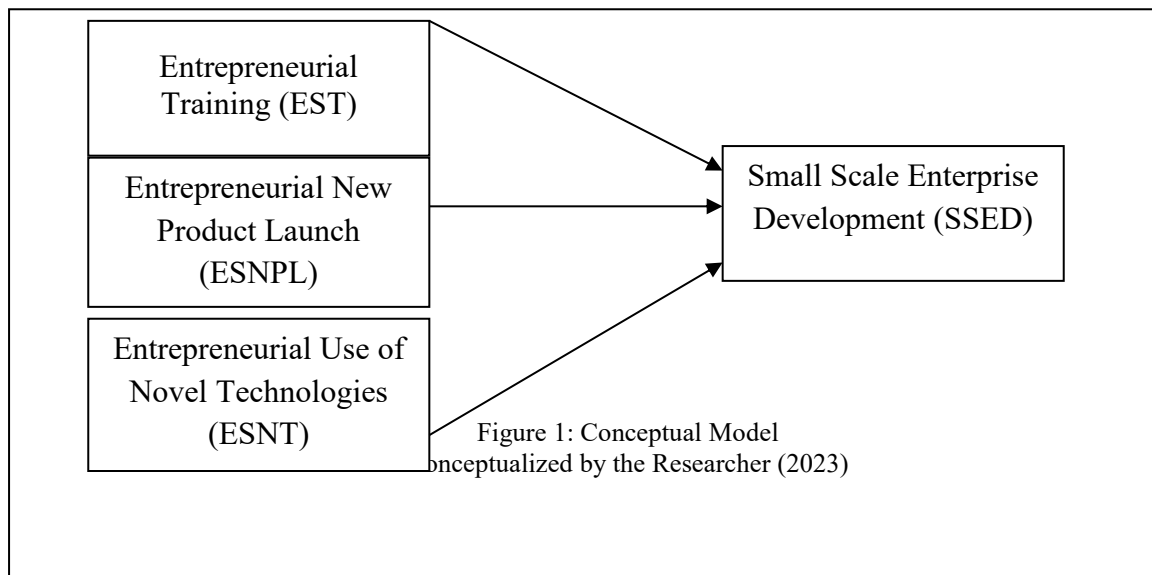 Entrepreneurial
Training (EST)
Entrepreneurial New
Product Launch
(ESNPL)
Entrepreneurial Use of
Novel Technologies
(ESNT)
Small Scale Enterprise
Development (SSED)
Figure 1: Conceptual Model
onceptualized by the Researcher (2023)